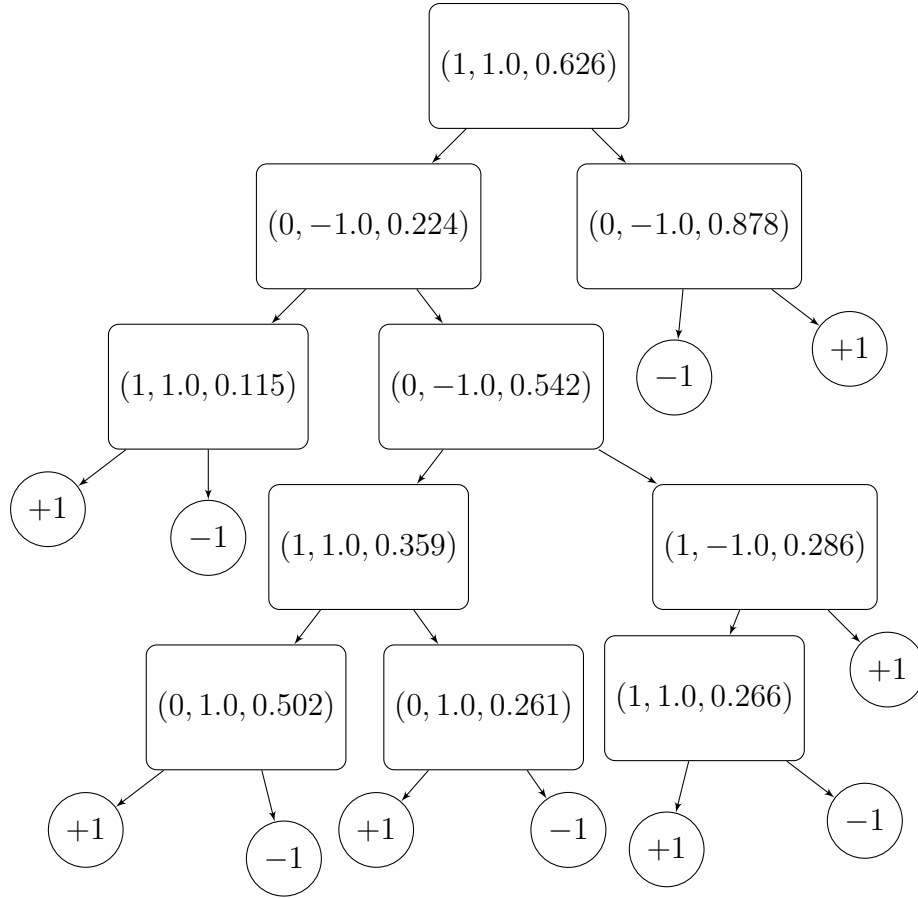 (1, 1.0, 0.626)
(0, −1.0, 0.224)
(0, −1.0, 0.878)
(1, 1.0, 0.115)
(0, −1.0, 0.542)
−1
+1
+1
−1
(1, 1.0, 0.359)
(1, −1.0, 0.286)
(0, 1.0, 0.502)
(0, 1.0, 0.261)
(1, 1.0, 0.266)
+1
+1
−1
+1
−1
+1
−1